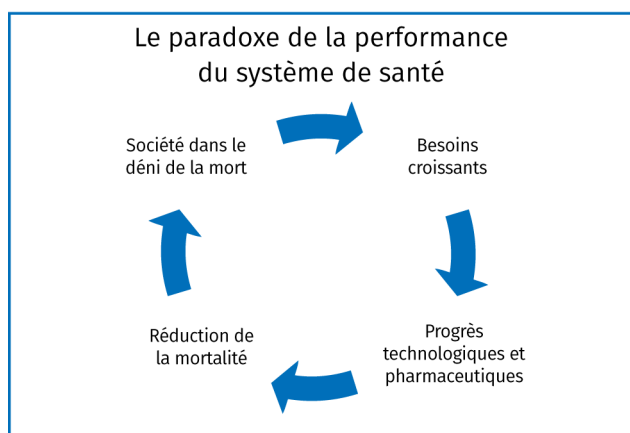 Le paradoxe de la performance
du système de santé
Société dans le
déni de la mort
Besoins
croissants
Réduction de
la mortalité
Progrès
technologiques et
pharmaceutiques